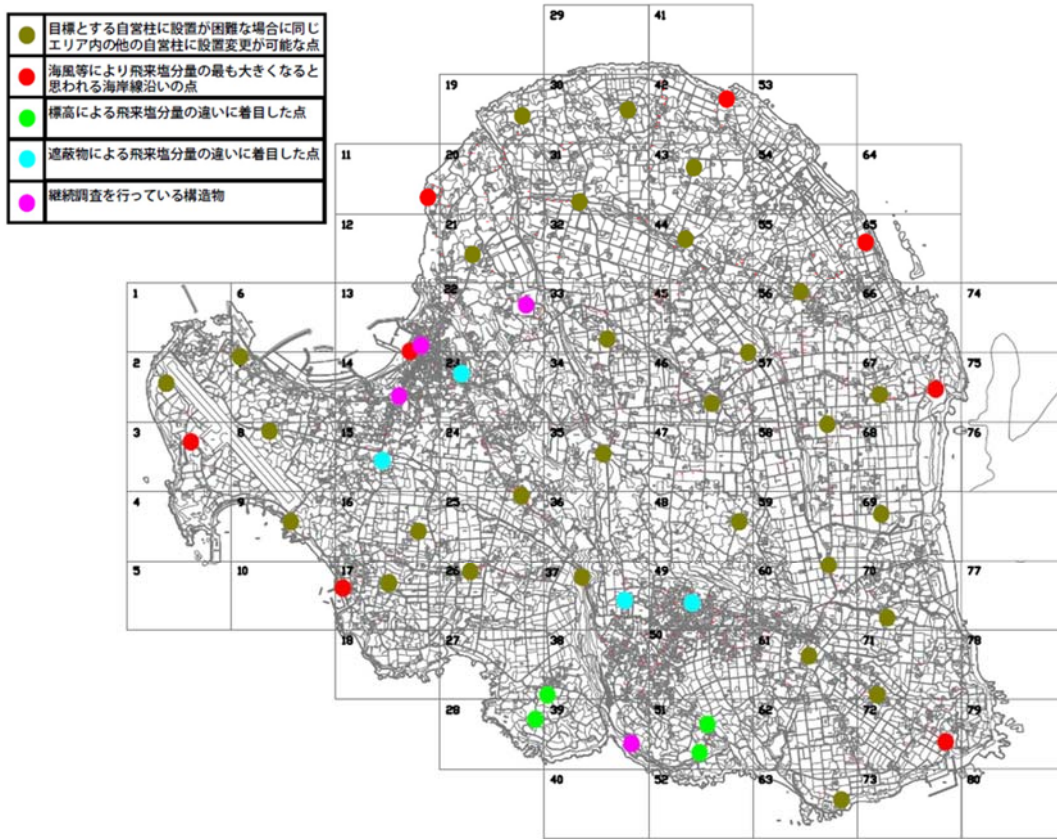 目標とする自営柱に設置が困難な場合に同じ
エリア内の他の自営柱に設置変更が可能な点
海風等により飛来塩分量の最も大きくなると
思われる海岸線沿いの点
標高による飛来塩分量の違いに着目した点
遮蔽物による飛来塩分量の違いに着目した点
継続調査を行っている構造物
29 41
19 30 42 53
11 20 31 43 54 64
12 21 32 44 55 65
1 6 13 22 33 45 56 66 74
2 14 23 34 46 57 67 75
3 8 15 24 35 47 58 68 76
4 9 16 25 36 48 59 69
5 10 17 26 37 49 60 70 77
18 27 38 50 61 71 78
28 39 51 62 72 79
40 52 63 73 80